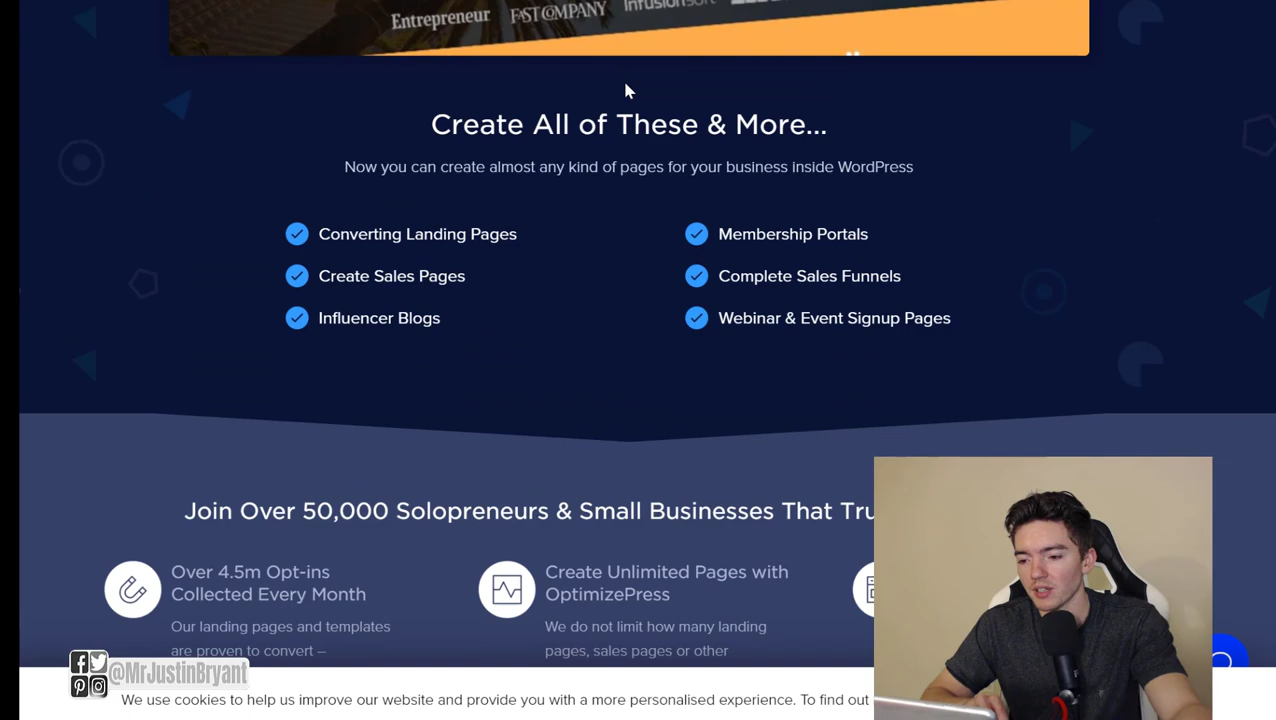 Entrepreneur FAST COMPANY Infusionsoft
Create All of These & More...
Now you can create almost any kind of pages for your business inside WordPress
Converting Landing Pages
Membership Portals
Create Sales Pages
Complete Sales Funnels
Influencer Blogs
Webinar & Event Signup Pages
Join Over 50,000 Solopreneurs & Small Businesses That
Over 4.5m Opt-ins
Collected Every Month
Our landing pages and templates
are proven to convert –
Create Unlimited Pages with
OptimizePress
We do not limit how many landing
pages, sales pages or other
@MrJustinBryant
We use cookies to help us improve our website and provide you with a more personalised experience. To find out